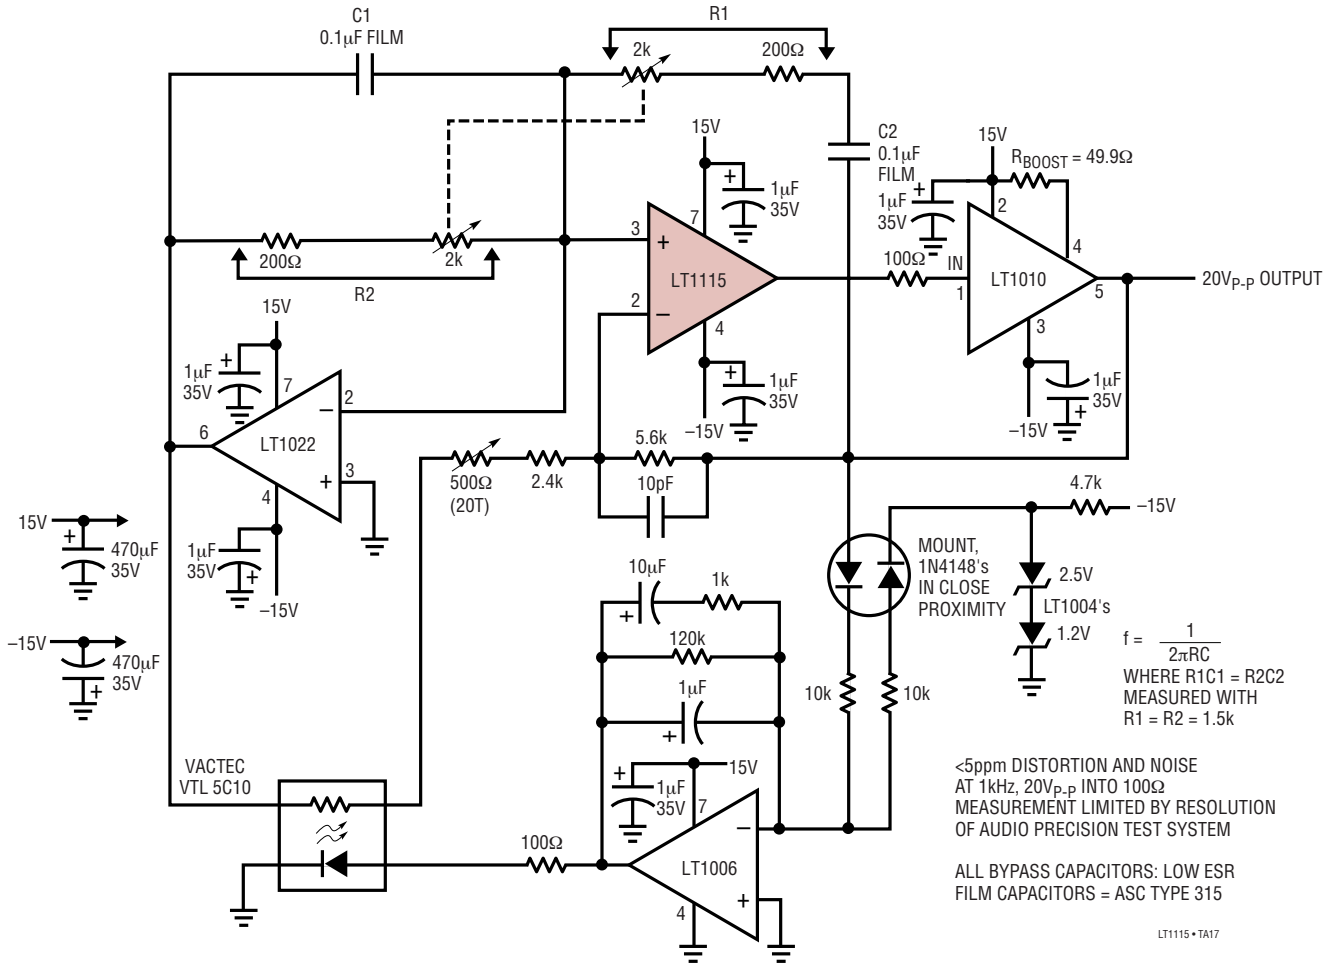 C1
0.1µF FILM
R1
2k
200Ω
15V
C2
0.1µF
FILM
15V
RBOOST = 49.9Ω
+
1µF
35V
+
1µF
35V
7
2
3
+
4
200Ω
2k
R2
LT1115
100Ω
IN
1
LT1010
5
20VP-P OUTPUT
2
–
4
3
15V
+
1µF
35V
7
+
1µF
35V
–15V
1µF
35V
+
–15V
6
LT1022
–
2
+
3
4
5.6k
10pF
500Ω
(20T)
2.4k
4.7k
–15V
15V
+
470µF
35V
1µF
35V
+
–15V
MOUNT,
1N4148's
IN CLOSE
PROXIMITY
2.5V
LT1004's
1.2V
10µF
+
1k
120k
–15V
470µF
35V
+
1µF
+
10k
10k
f = 1
2πRC
WHERE R1C1 = R2C2
MEASURED WITH
R1 = R2 = 1.5k
VACTEC
VTL 5C10
+
1µF
35V
15V
7
<5ppm DISTORTION AND NOISE
AT 1kHz, 20VP-P INTO 100Ω
MEASUREMENT LIMITED BY RESOLUTION
OF AUDIO PRECISION TEST SYSTEM
100Ω
–
LT1006
+
4
ALL BYPASS CAPACITORS: LOW ESR
FILM CAPACITORS = ASC TYPE 315
LT1115 • TA17